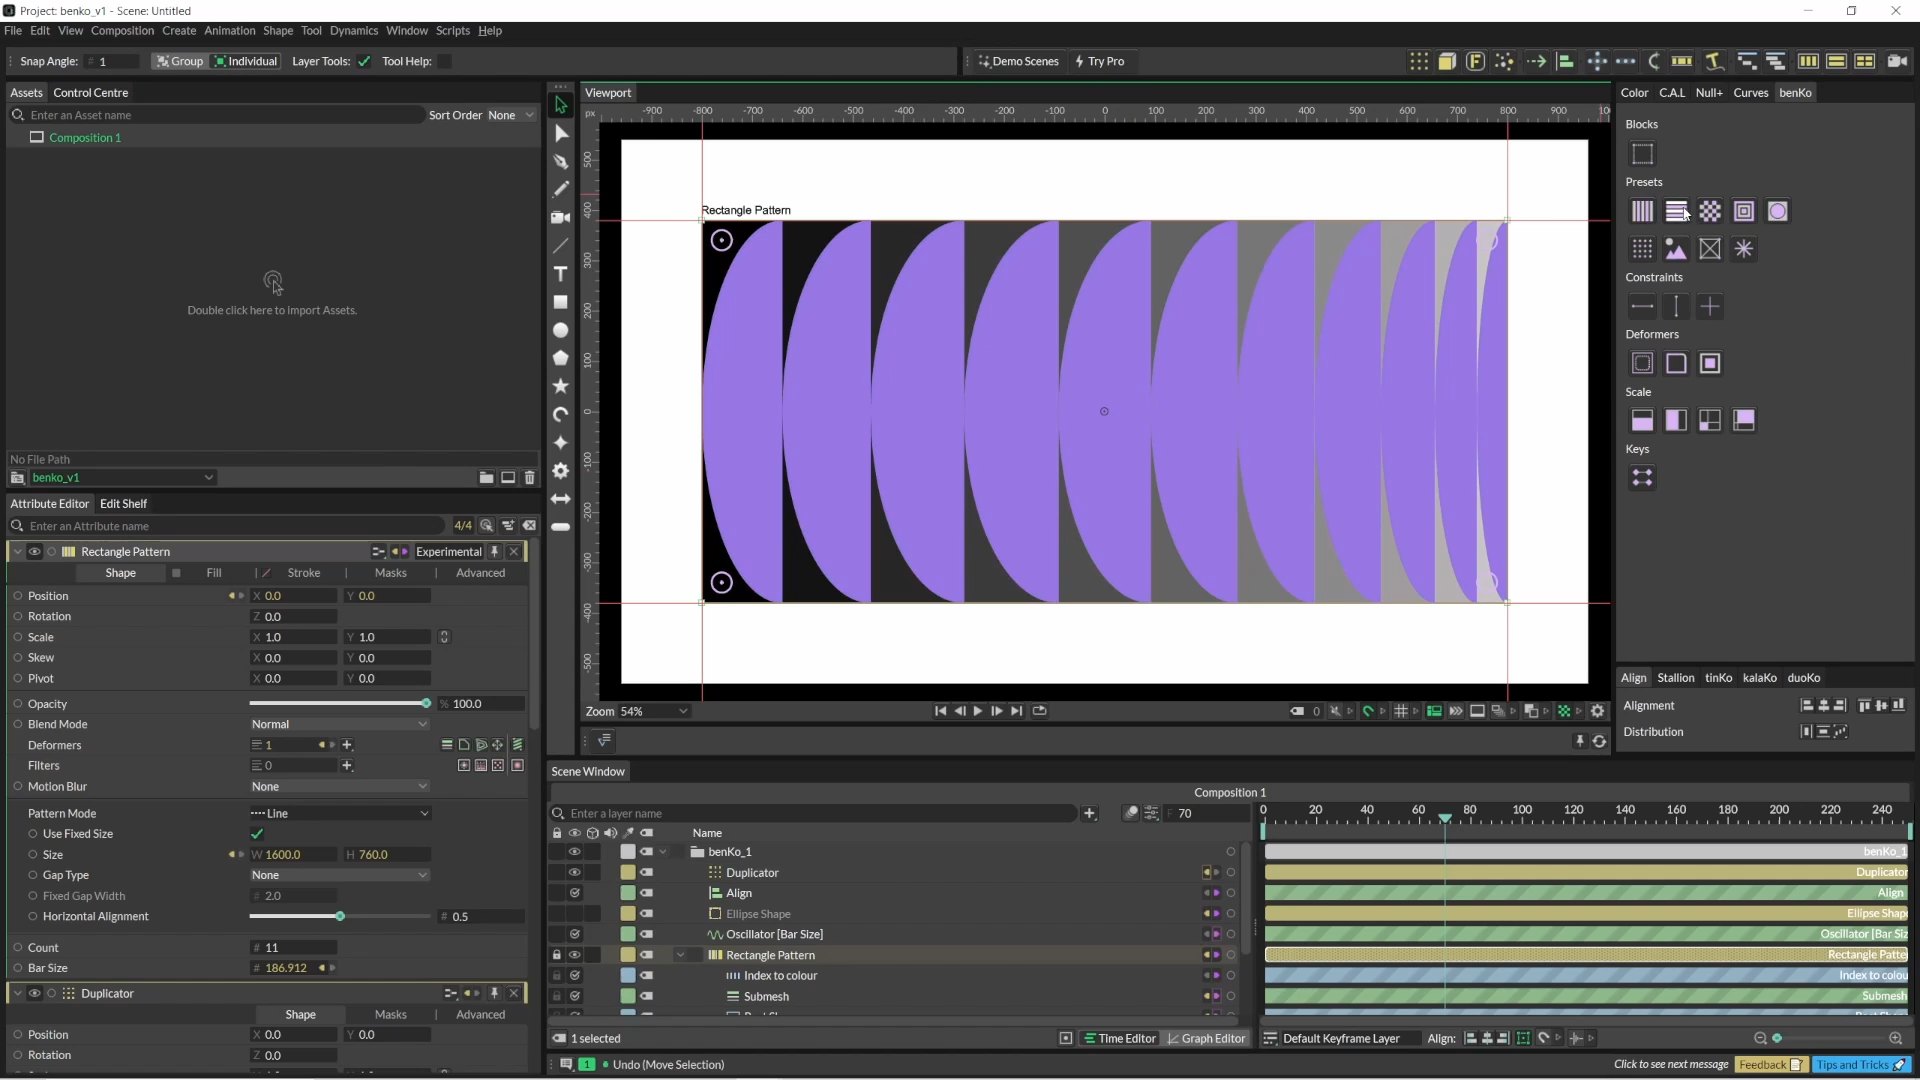 Project: benko_v1 - Scene: Untitled
File Edit View Composition Create Animation Shape Tool Dynamics Window Scripts Help
Snap Angle: # 1 Group Individual Layer Tools: Tool Help: Demo Scenes Try Pro
Assets Control Centre
Enter an Asset name Sort Order None
Composition 1
Double click here to import Assets.
No File Path
benko_v1
Attribute Editor Edit Shelf
Enter an Attribute name 4/4
Rectangle Pattern Experimental
Shape Fill Stroke Masks Advanced
Position X 0.0 Y 0.0
Rotation Z 0.0
Scale X 1.0 Y 1.0
Skew X 0.0 Y 0.0
Pivot X 0.0 Y 0.0
Opacity % 100.0
Blend Mode Normal
Deformers 1
Filters 0
Motion Blur None
Pattern Mode Line
Use Fixed Size
Size W 1600.0 H 760.0
Gap Type None
Fixed Gap Width # 2.0
Horizontal Alignment # 0.5
Count # 11
Bar Size # 186.912
Duplicator
Shape Masks Advanced
Position X 0.0 Y 0.0
Rotation Z 0.0
Viewport
px -900 -800 -700 -600 -500 -400 -300 -200 -100 0 100 200 300 400 500 600 700 800 900
500 400 300 200 100 0 -100 -200 -300 -400 -500
Rectangle Pattern
Zoom 54%
0
Color C.A.L Null+ Curves benKo
Blocks
Presets
Constraints
Deformers
Scale
Keys
Align Stallion tinKo kalaKo duoKo
Alignment
Distribution
Scene Window
Composition 1
Enter a layer name F 70
0 20 40 60 80 100 120 140 160 180 200 220 240
Name
benKo_1 benKo_1
Duplicator Duplicator
Align Align
Ellipse Shape Ellipse Shap
Oscillator [Bar Size] Oscillator [Bar Siz
Rectangle Pattern Rectangle Patte
Index to colour Index to colou
Submesh Submesh
1 selected Time Editor Graph Editor Default Keyframe Layer Align:
1 Undo (Move Selection) Click to see next message Feedback Tips and Tricks